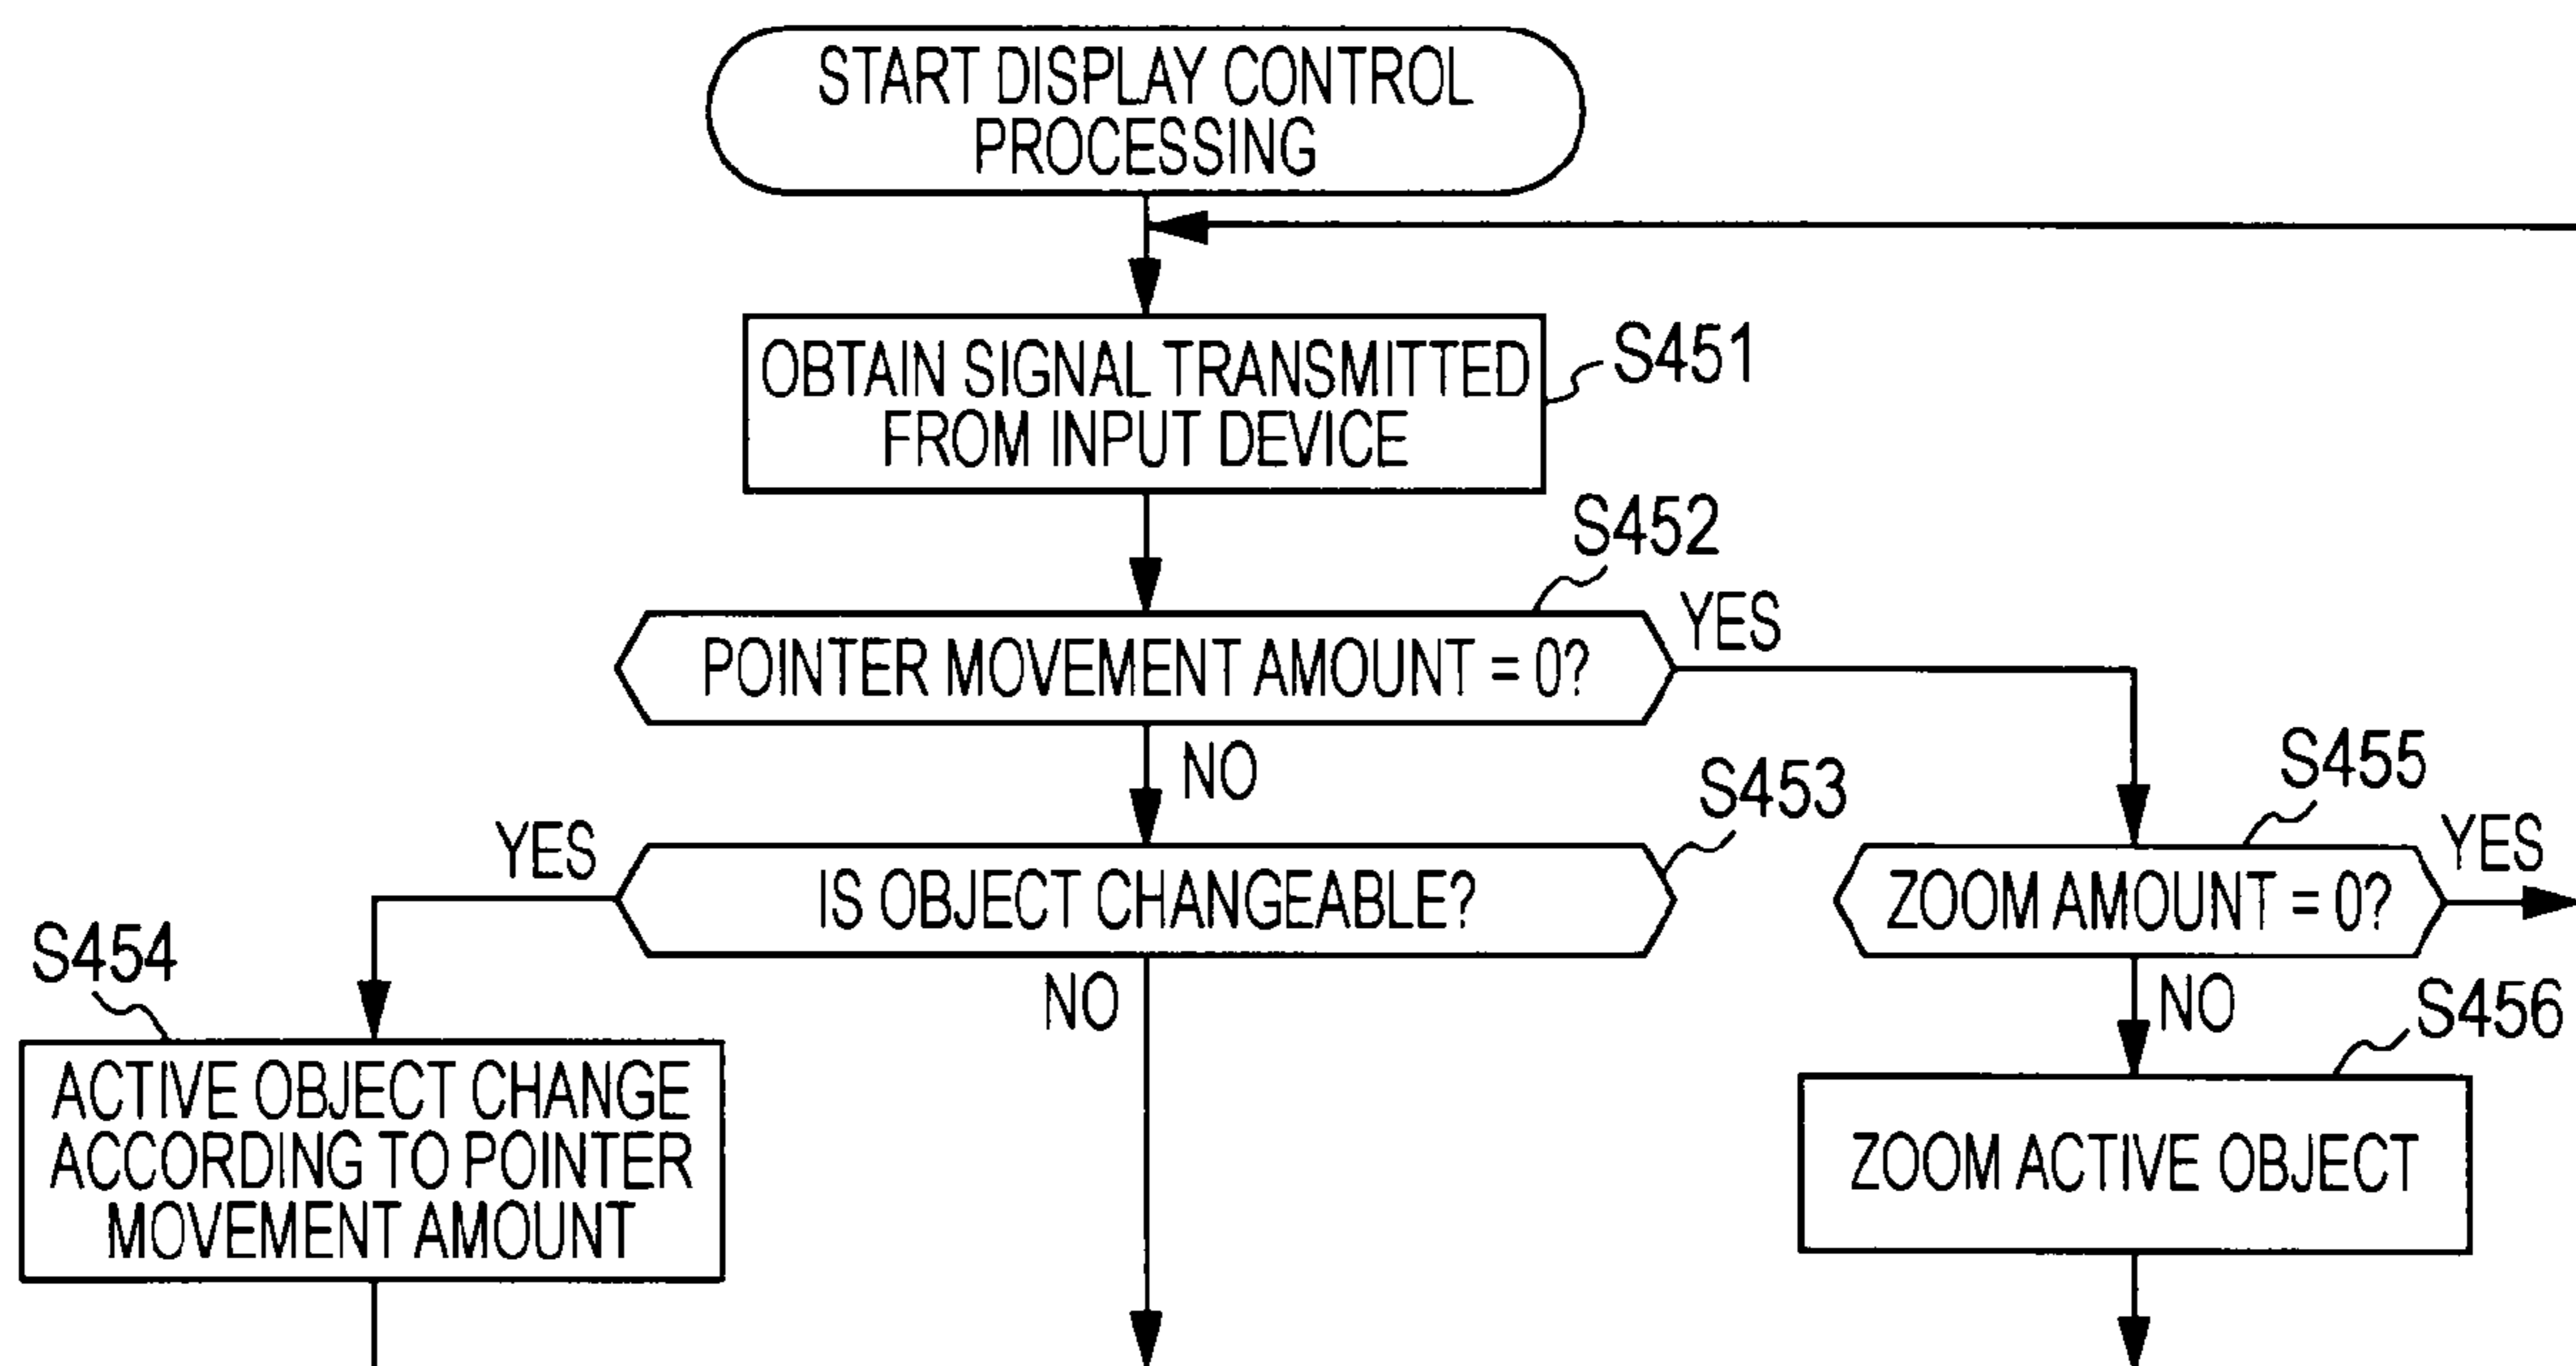 START DISPLAY CONTROL
PROCESSING
OBTAIN SIGNAL TRANSMITTED
FROM INPUT DEVICE
S451
S452
POINTER MOVEMENT AMOUNT = 0?
YES
NO
S453
IS OBJECT CHANGEABLE?
YES
NO
S454
ACTIVE OBJECT CHANGE
ACCORDING TO POINTER
MOVEMENT AMOUNT
S455
ZOOM AMOUNT = 0?
YES
NO
S456
ZOOM ACTIVE OBJECT